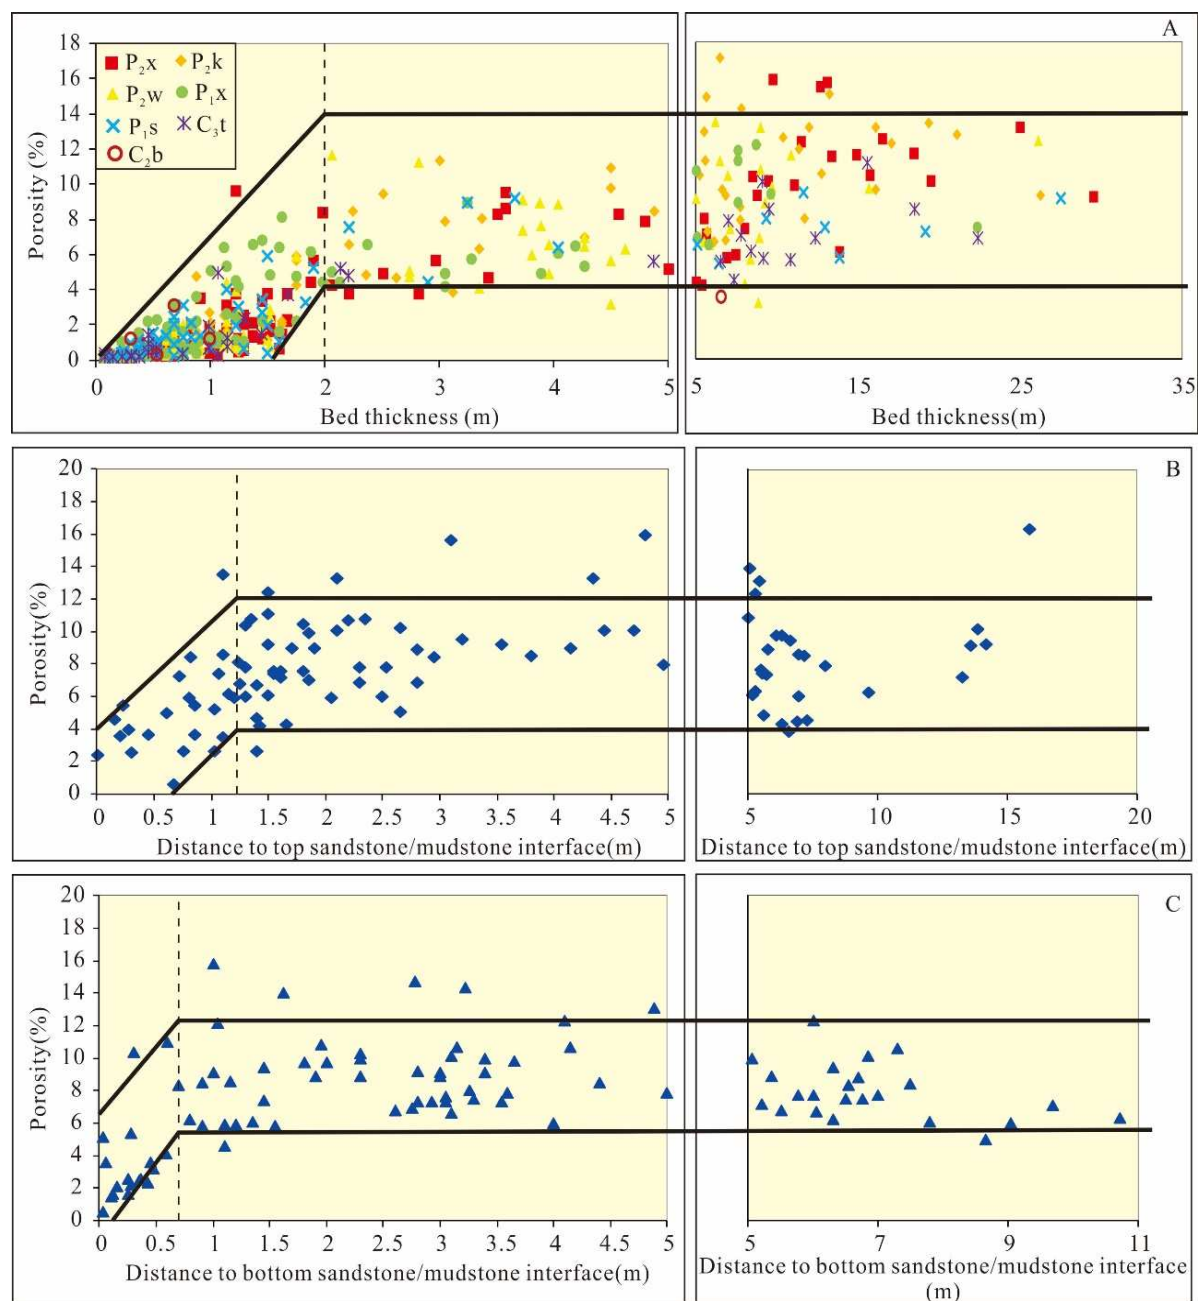 A
18
16
14
12
10
8
6
4
2
0
Porosity (%)
P₂x P₂k
P₂w P₁x
P₁s C₃t
C₂b
0 1 2 3 4 5
Bed thickness (m)
5 15 25 35
Bed thickness(m)
B
20
18
16
14
12
10
8
6
4
2
0
Porosity(%)
0 0.5 1 1.5 2 2.5 3 3.5 4 4.5 5
Distance to top sandstone/mudstone interface(m)
5 10 15 20
Distance to top sandstone/mudstone interface(m)
C
20
18
16
14
12
10
8
6
4
2
0
Porosity(%)
0 0.5 1 1.5 2 2.5 3 3.5 4 4.5 5
Distance to bottom sandstone/mudstone interface(m)
5 7 9 11
Distance to bottom sandstone/mudstone interface
(m)